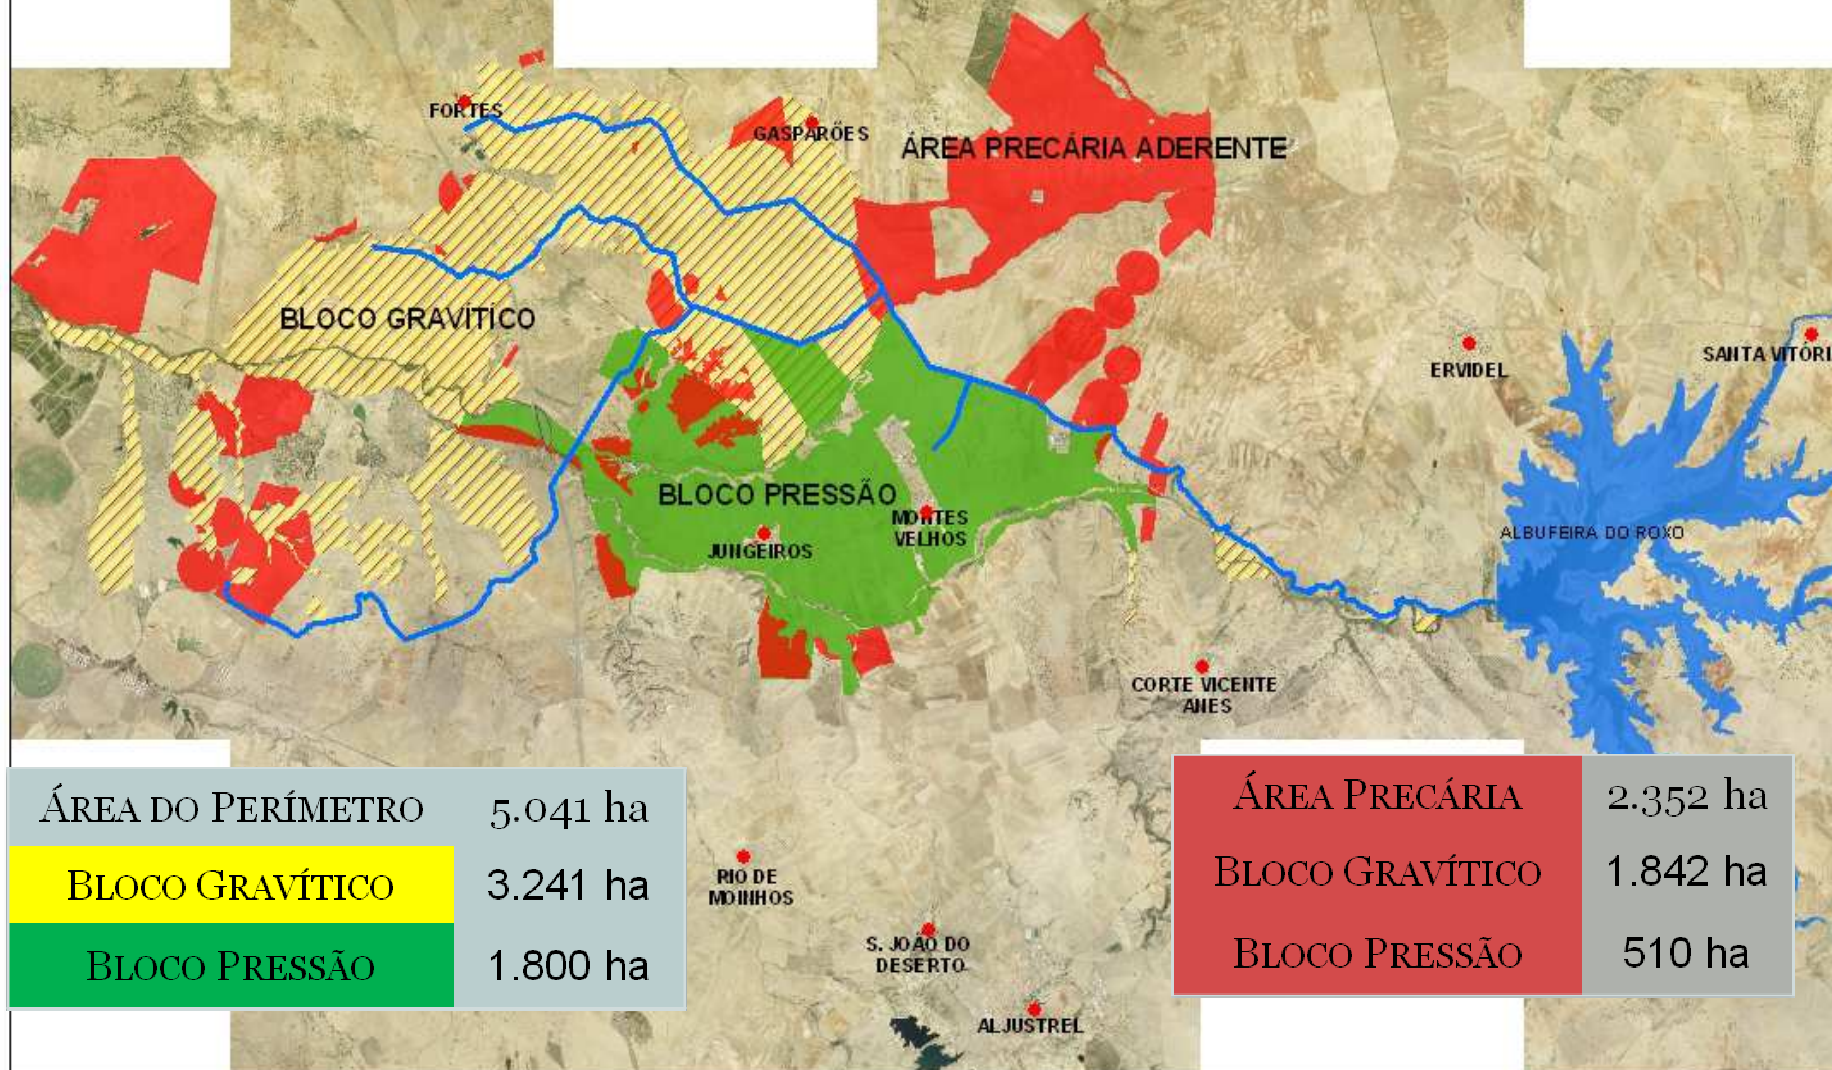 FORTES
GASPARÕES
ÁREA PRECÁRIA ADERENTE
BLOCO GRAVÍTICO
ERVIDEL
SANTA VITÓRI
BLOCO PRESSÃO
MONTES
VELHOS
JUNGEIROS
ALBUFEIRA DO ROXO
CORTE VICENTE
ANES
ÁREA DO PERÍMETRO 5.041 ha
BLOCO GRAVÍTICO 3.241 ha
BLOCO PRESSÃO 1.800 ha
RIO DE
MOINHOS
S. JOÃO DO
DESERTO
ALJUSTREL
ÁREA PRECÁRIA 2.352 ha
BLOCO GRAVÍTICO 1.842 ha
BLOCO PRESSÃO 510 ha